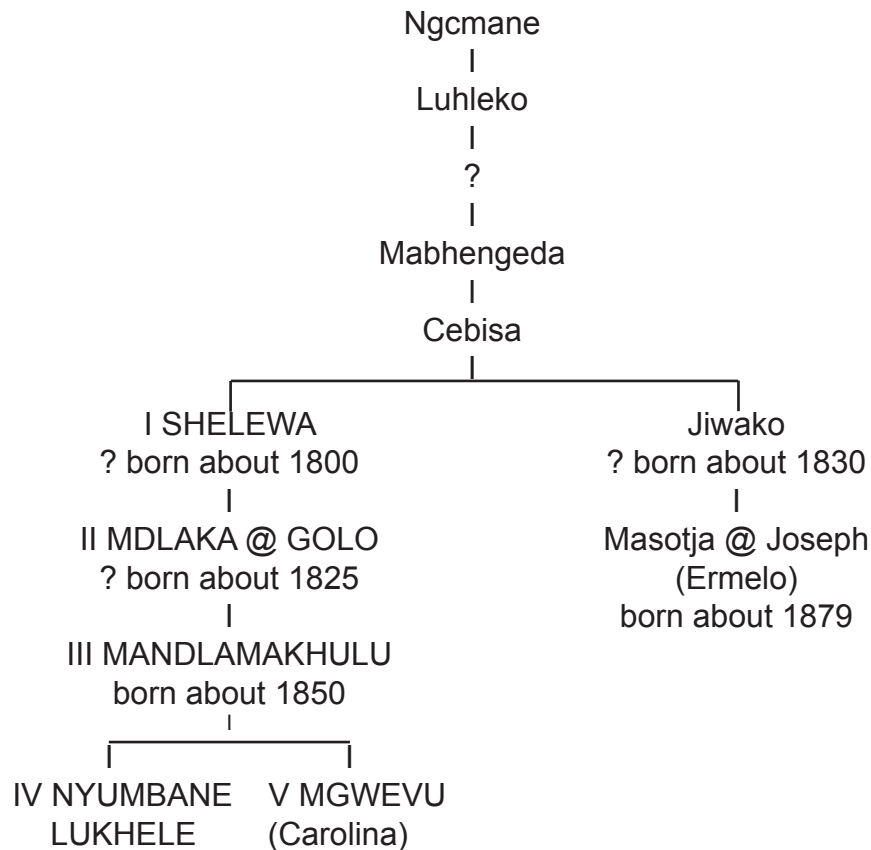 Ngcmane
Luhleko
?
Mabhengeda
Cebisa
I SHELEWA
? born about 1800
II MDLAKA @ GOLO
? born about 1825
III MANDLAMAKHULU
born about 1850
IV NYUMBANE
LUKHELE
V MGWEVU
(Carolina)
Jiwako
? born about 1830
Masotja @ Joseph
(Ermelo)
born about 1879